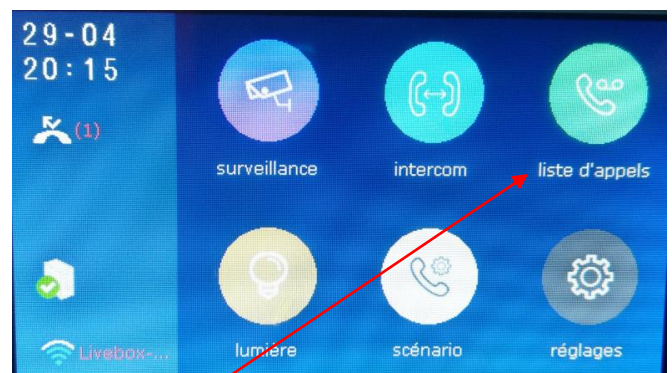 29-04
20:15
(1)
surveillance
intercom
liste d'appels
lumière
scénario
réglages
Livebox-...